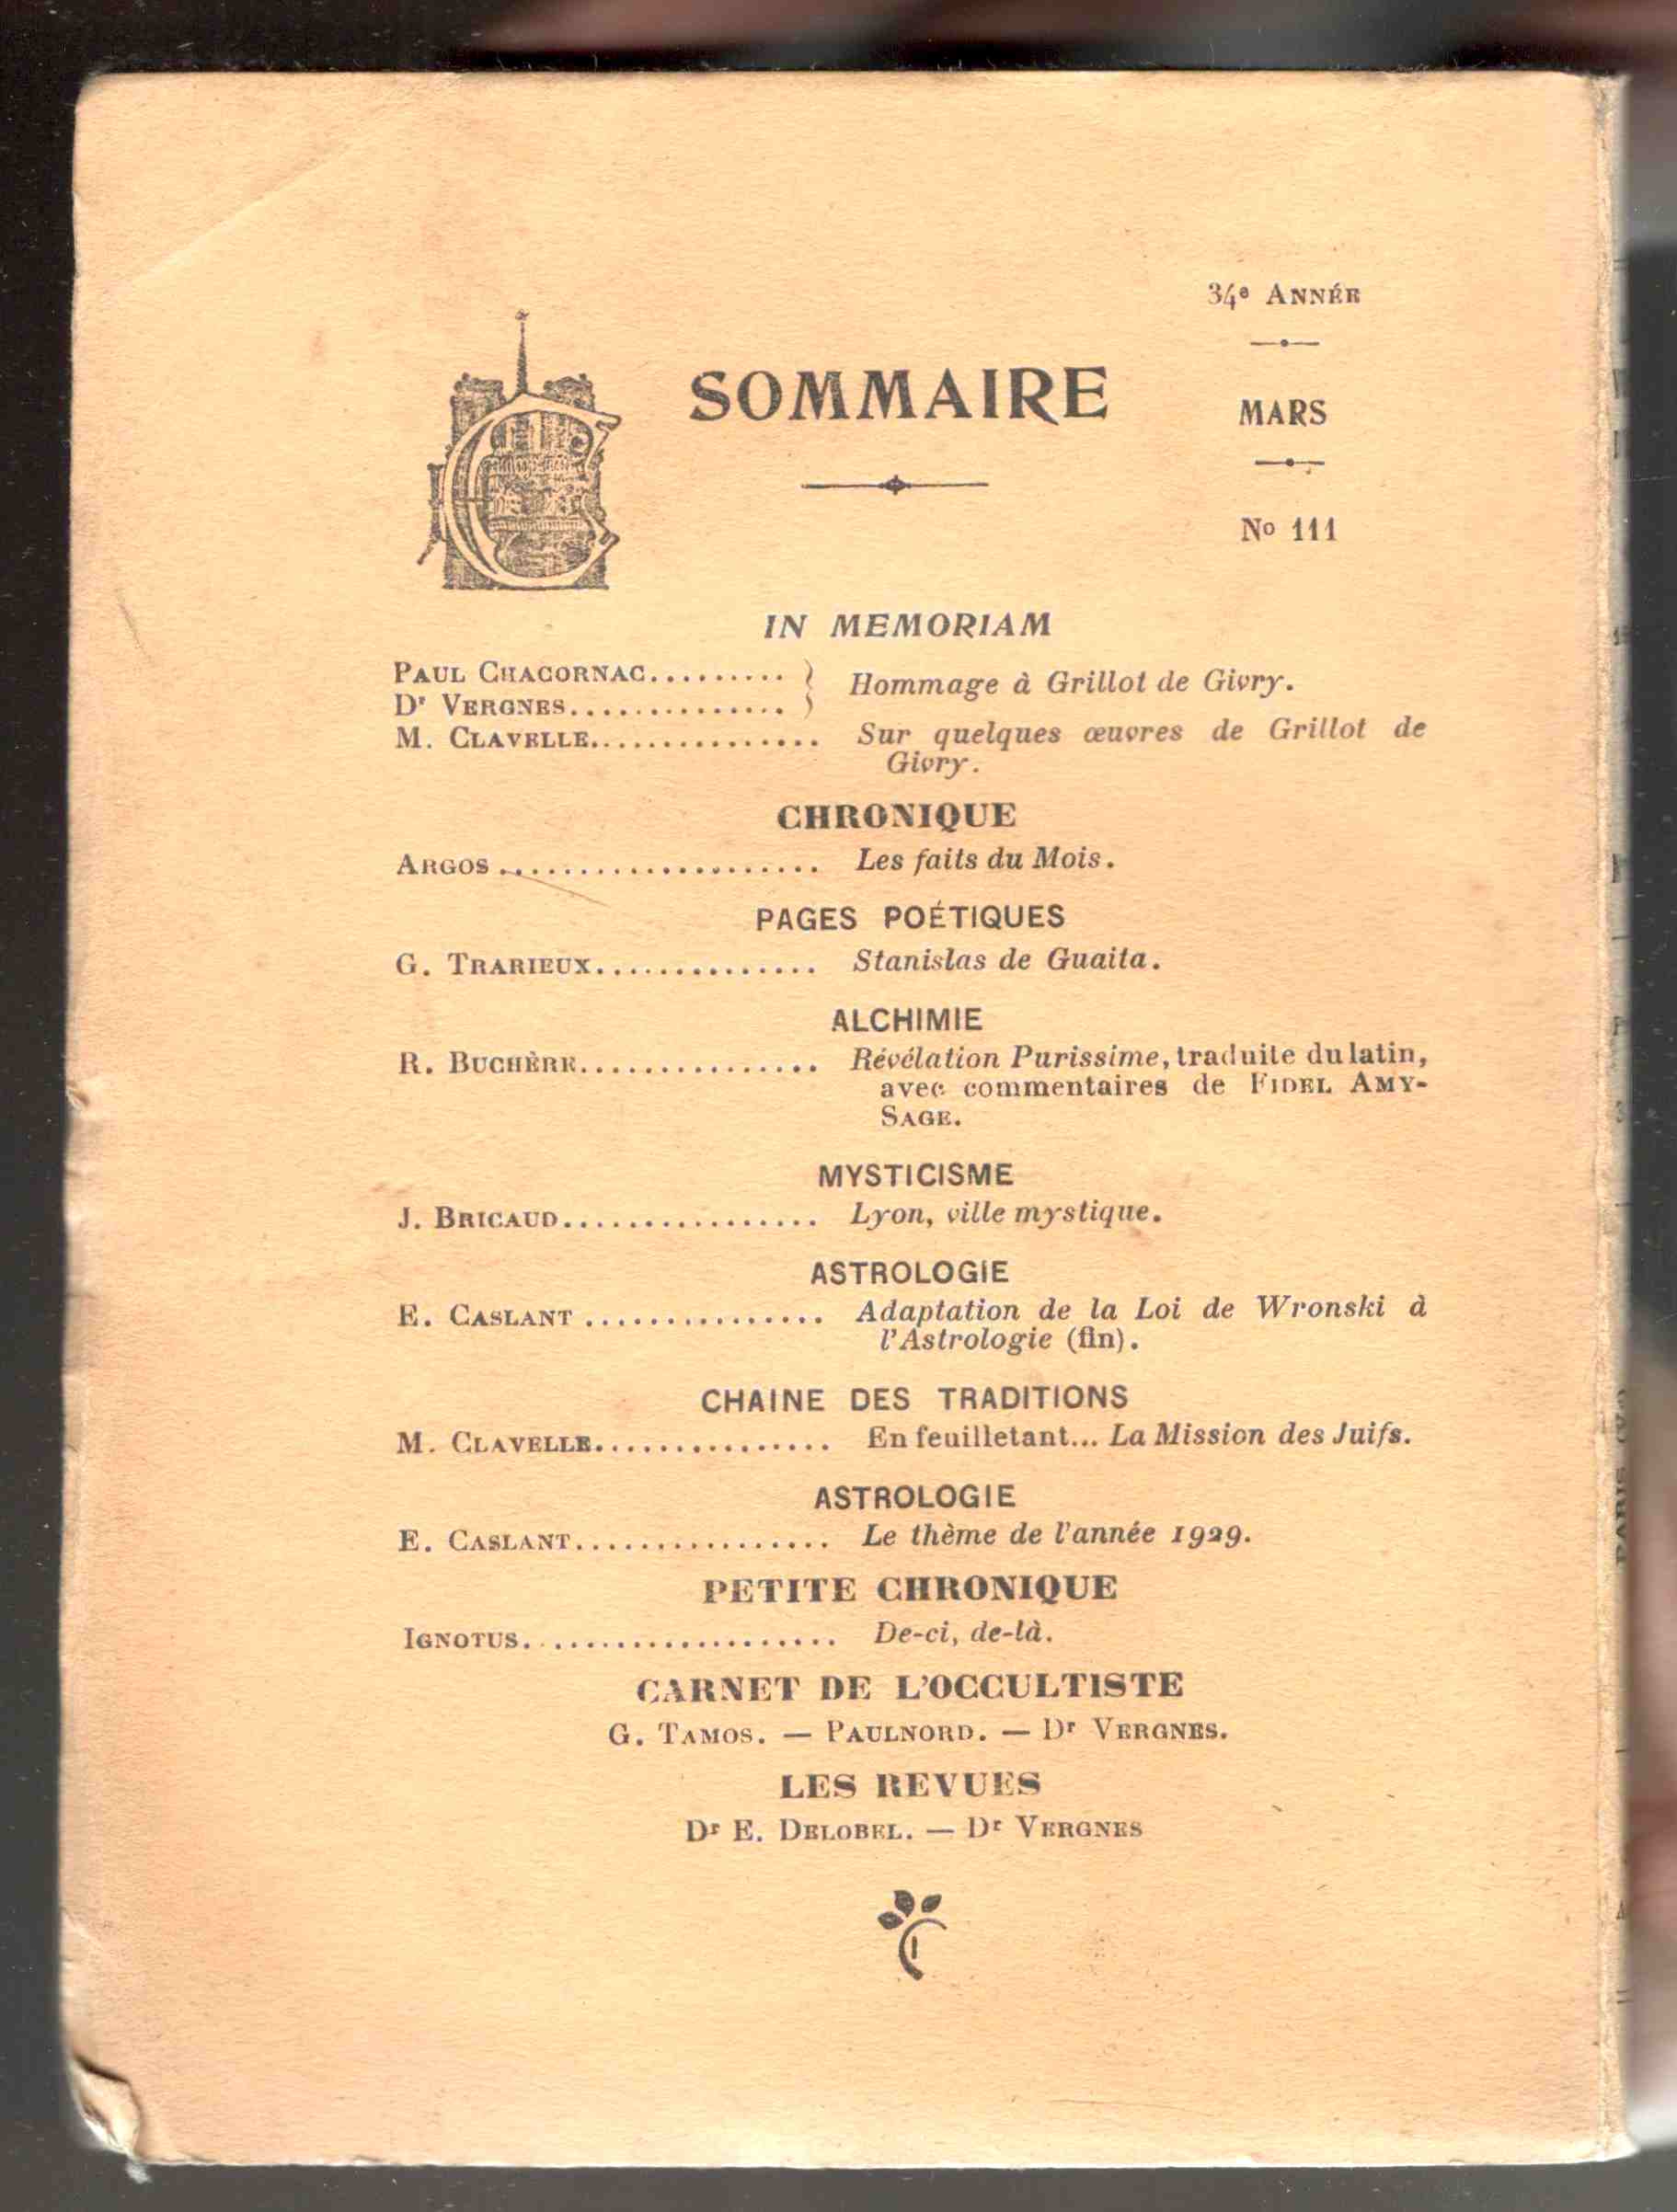 34e ANNÉE
SOMMAIRE
MARS
No 111
IN MEMORIAM
PAUL CHACORNAC......... }
Dr VERGNES............... }
Hommage à Grillot de Givry.
M. CLAVELLE............... Sur quelques œuvres de Grillot de
Givry.
CHRONIQUE
ARGOS .................... Les faits du Mois.
PAGES POÉTIQUES
G. TRARIEUX.............. Stanislas de Guaita.
ALCHIMIE
R. BUCHÈRE............... Révélation Purissime, traduite du latin,
avec commentaires de FIDEL AMY-
SAGE.
MYSTICISME
J. BRICAUD................ Lyon, ville mystique.
ASTROLOGIE
E. CASLANT ............... Adaptation de la Loi de Wronski à
l'Astrologie (fin).
CHAINE DES TRADITIONS
M. CLAVELLE............... En feuilletant... La Mission des Juifs.
ASTROLOGIE
E. CASLANT................ Le thème de l'année 1929.
PETITE CHRONIQUE
IGNOTUS.................... De-ci, de-là.
CARNET DE L'OCCULTISTE
G. TAMOS. — PAULNORD. — Dr VERGNES.
LES REVUES
Dr E. DELOBEL. — Dr VERGNES